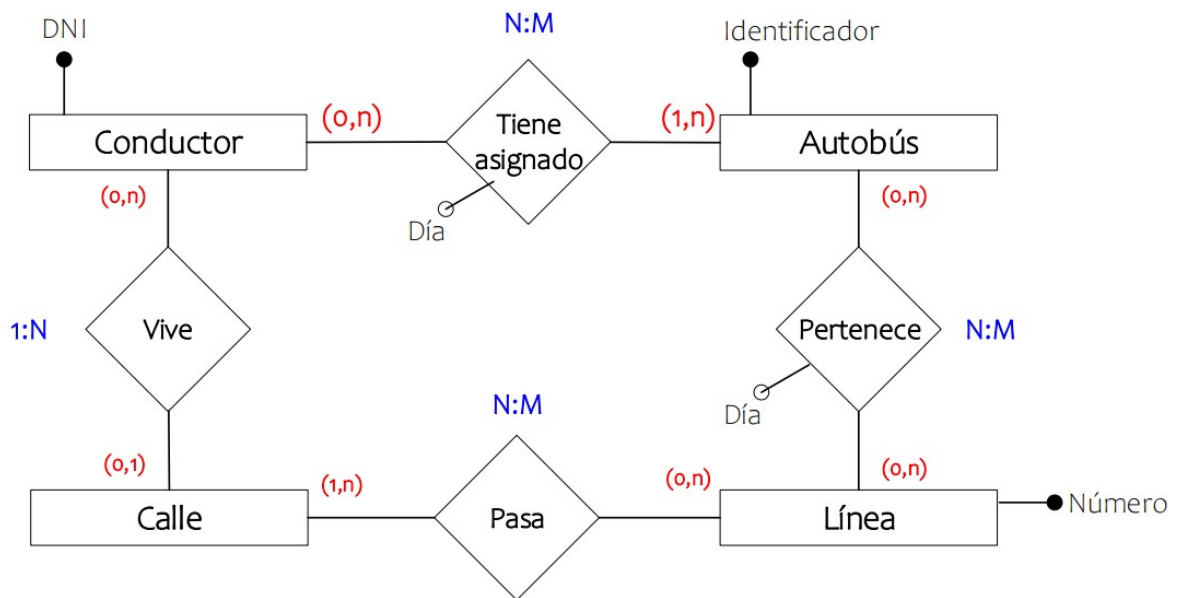 DNI
N:M
Identificador
Conductor
(0,n)
Tiene
asignado
(1,n)
Autobús
(0,n)
Día
(0,n)
1:N
Vive
Pertenece
N:M
Día
N:M
(0,1)
(1,n)
(0,n)
(0,n)
Calle
Pasa
Línea
Número